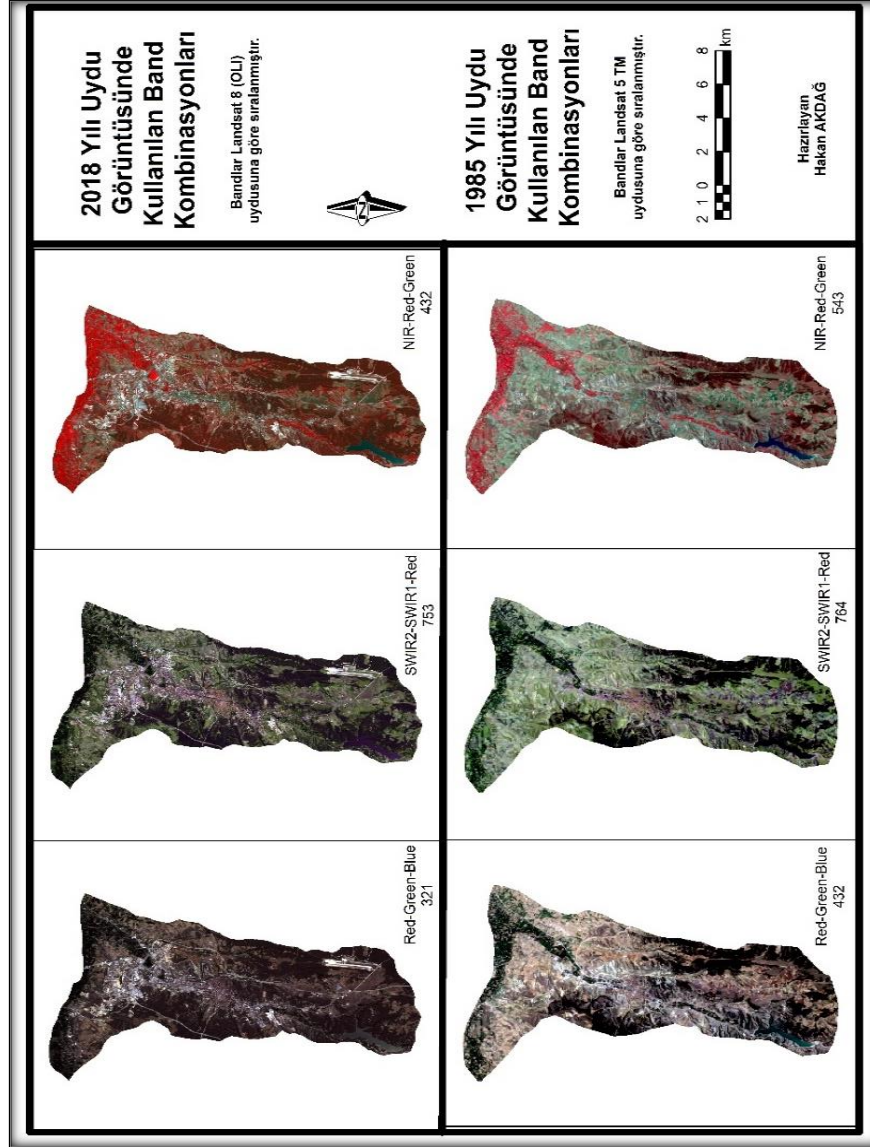 2018 Yılı Uydu
Görüntüsünde
Kullanılan Band
Kombinasyonları
Bandlar Landsat 8 (OLI)
uydusuna göre sıralanmıştır.
N
Red-Green-Blue
321
SWIR2-SWIR1-Red
753
NIR-Red-Green
432
1985 Yılı Uydu
Görüntüsünde
Kullanılan Band
Kombinasyonları
Bandlar Landsat 5 TM
uydusuna göre sıralanmıştır.
2 1 0 2 4 6 8
km
Hazırlayan
Hakan AKDAĞ
Red-Green-Blue
432
SWIR2-SWIR1-Red
764
NIR-Red-Green
543